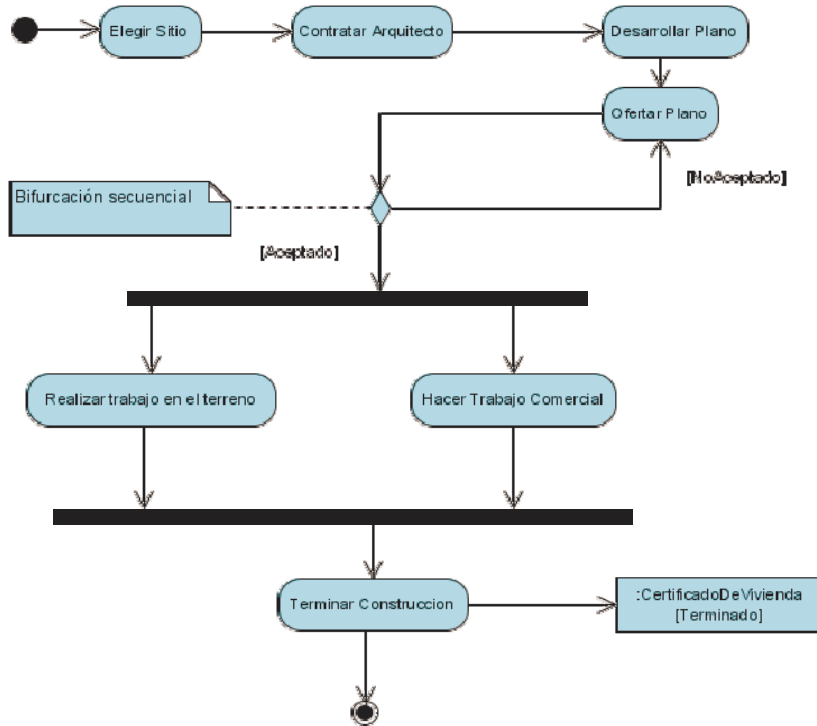 Elegir Sitio
Contratar Arquitecto
Desarrollar Plano
Ofertar Plano
[NoAceptado]
Bifurcación secuencial
[Aceptado]
Realizar trabajo en el terreno
Hacer Trabajo Comercial
Terminar Construccion
:CertificadoDeVivienda
[Terminado]